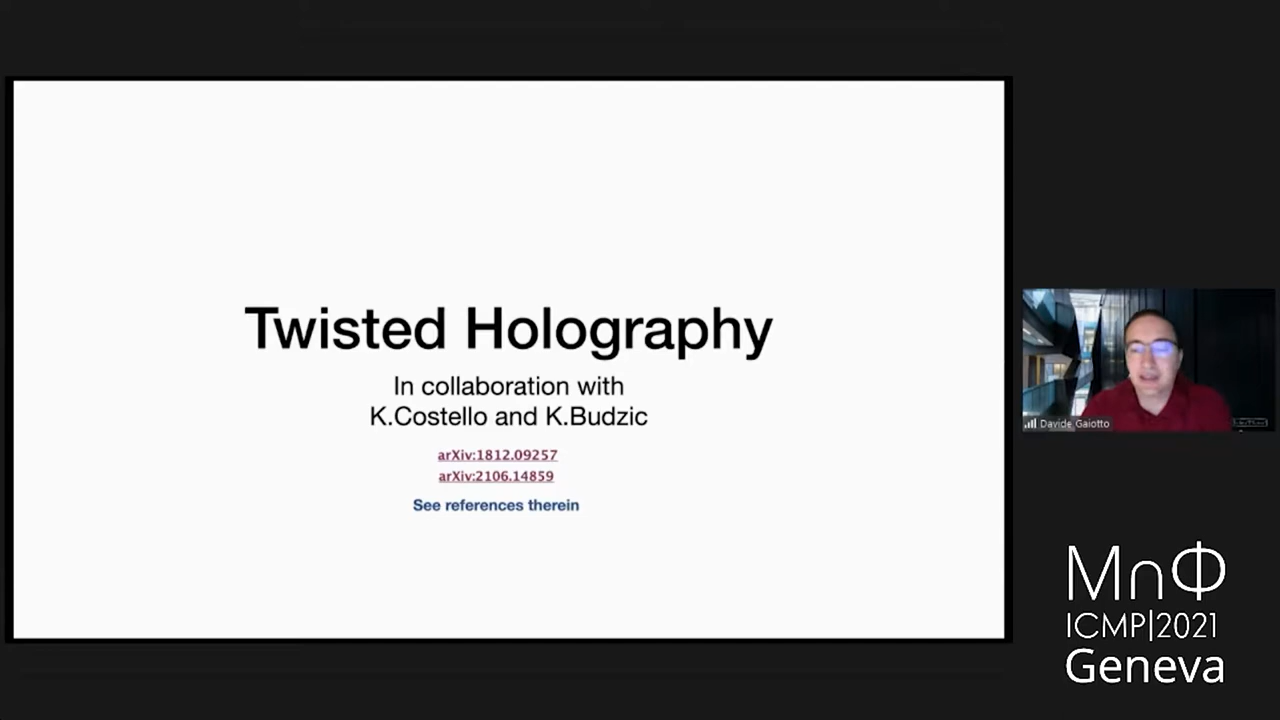 Twisted Holography
In collaboration with
K.Costello and K.Budzic
arXiv:1812.09257
arXiv:2106.14859
See references therein
Davide Gaiotto
M∩Φ
ICMP|2021
Geneva